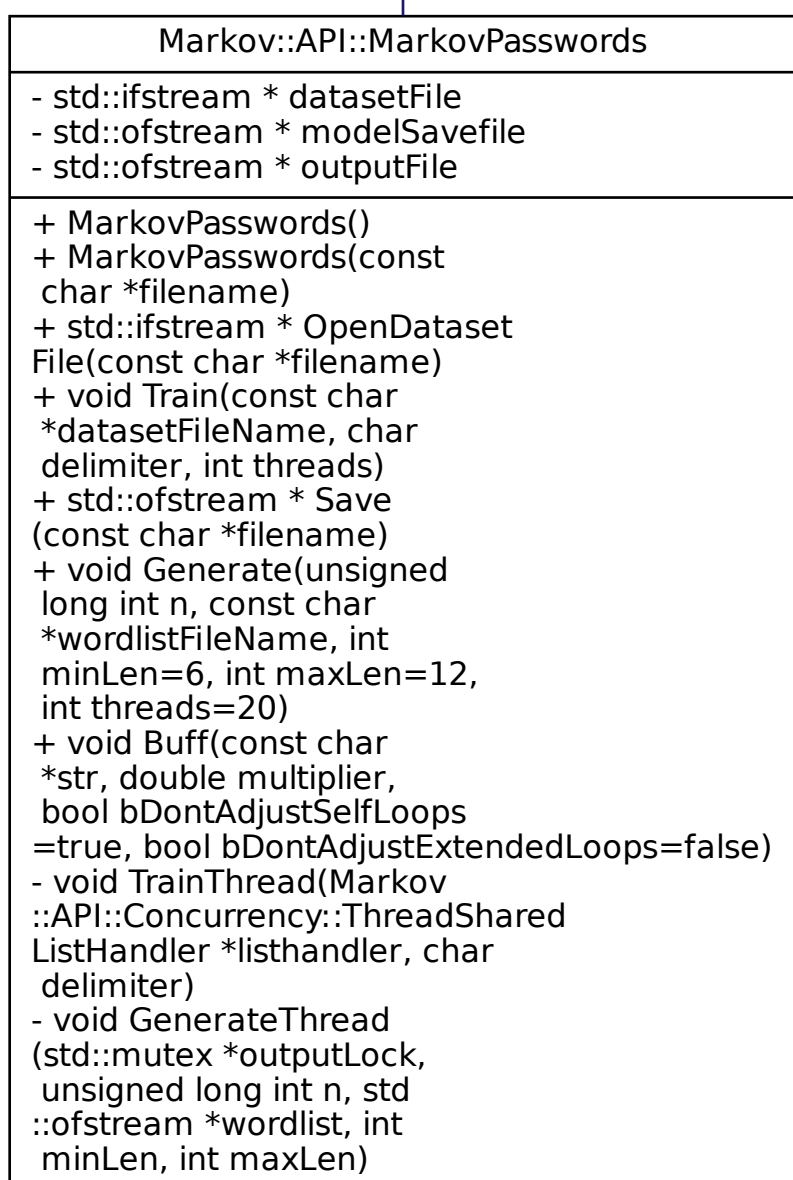 Markov::API::MarkovPasswords
- std::ifstream * datasetFile
- std::ofstream * modelSavefile
- std::ofstream * outputFile
+ MarkovPasswords()
+ MarkovPasswords(const
char *filename)
+ std::ifstream * OpenDataset
File(const char *filename)
+ void Train(const char
*datasetFileName, char
delimiter, int threads)
+ std::ofstream * Save
(const char *filename)
+ void Generate(unsigned
long int n, const char
*wordlistFileName, int
minLen=6, int maxLen=12,
int threads=20)
+ void Buff(const char
*str, double multiplier,
bool bDontAdjustSelfLoops
=true, bool bDontAdjustExtendedLoops=false)
- void TrainThread(Markov
::API::Concurrency::ThreadShared
ListHandler *listhandler, char
delimiter)
- void GenerateThread
(std::mutex *outputLock,
unsigned long int n, std
::ofstream *wordlist, int
minLen, int maxLen)